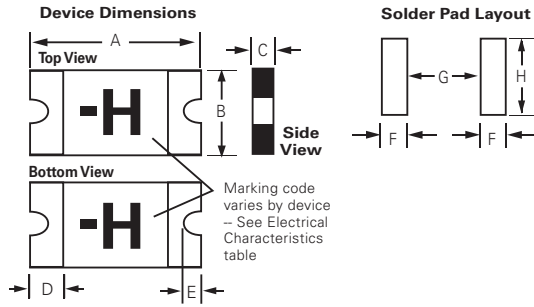 Device Dimensions
A
Top View
-H
B
C
Side
View
Bottom View
-H
Marking code
varies by device
-- See Electrical
Characteristics
table
D
E
Solder Pad Layout
G
H
F
F